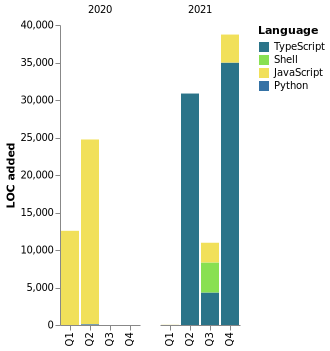 2020
2021
LOC added
40,000
35,000
30,000
25,000
20,000
15,000
10,000
5,000
0
Q1
Q2
Q3
Q4
Q1
Q2
Q3
Q4
Language
TypeScript
Shell
JavaScript
Python